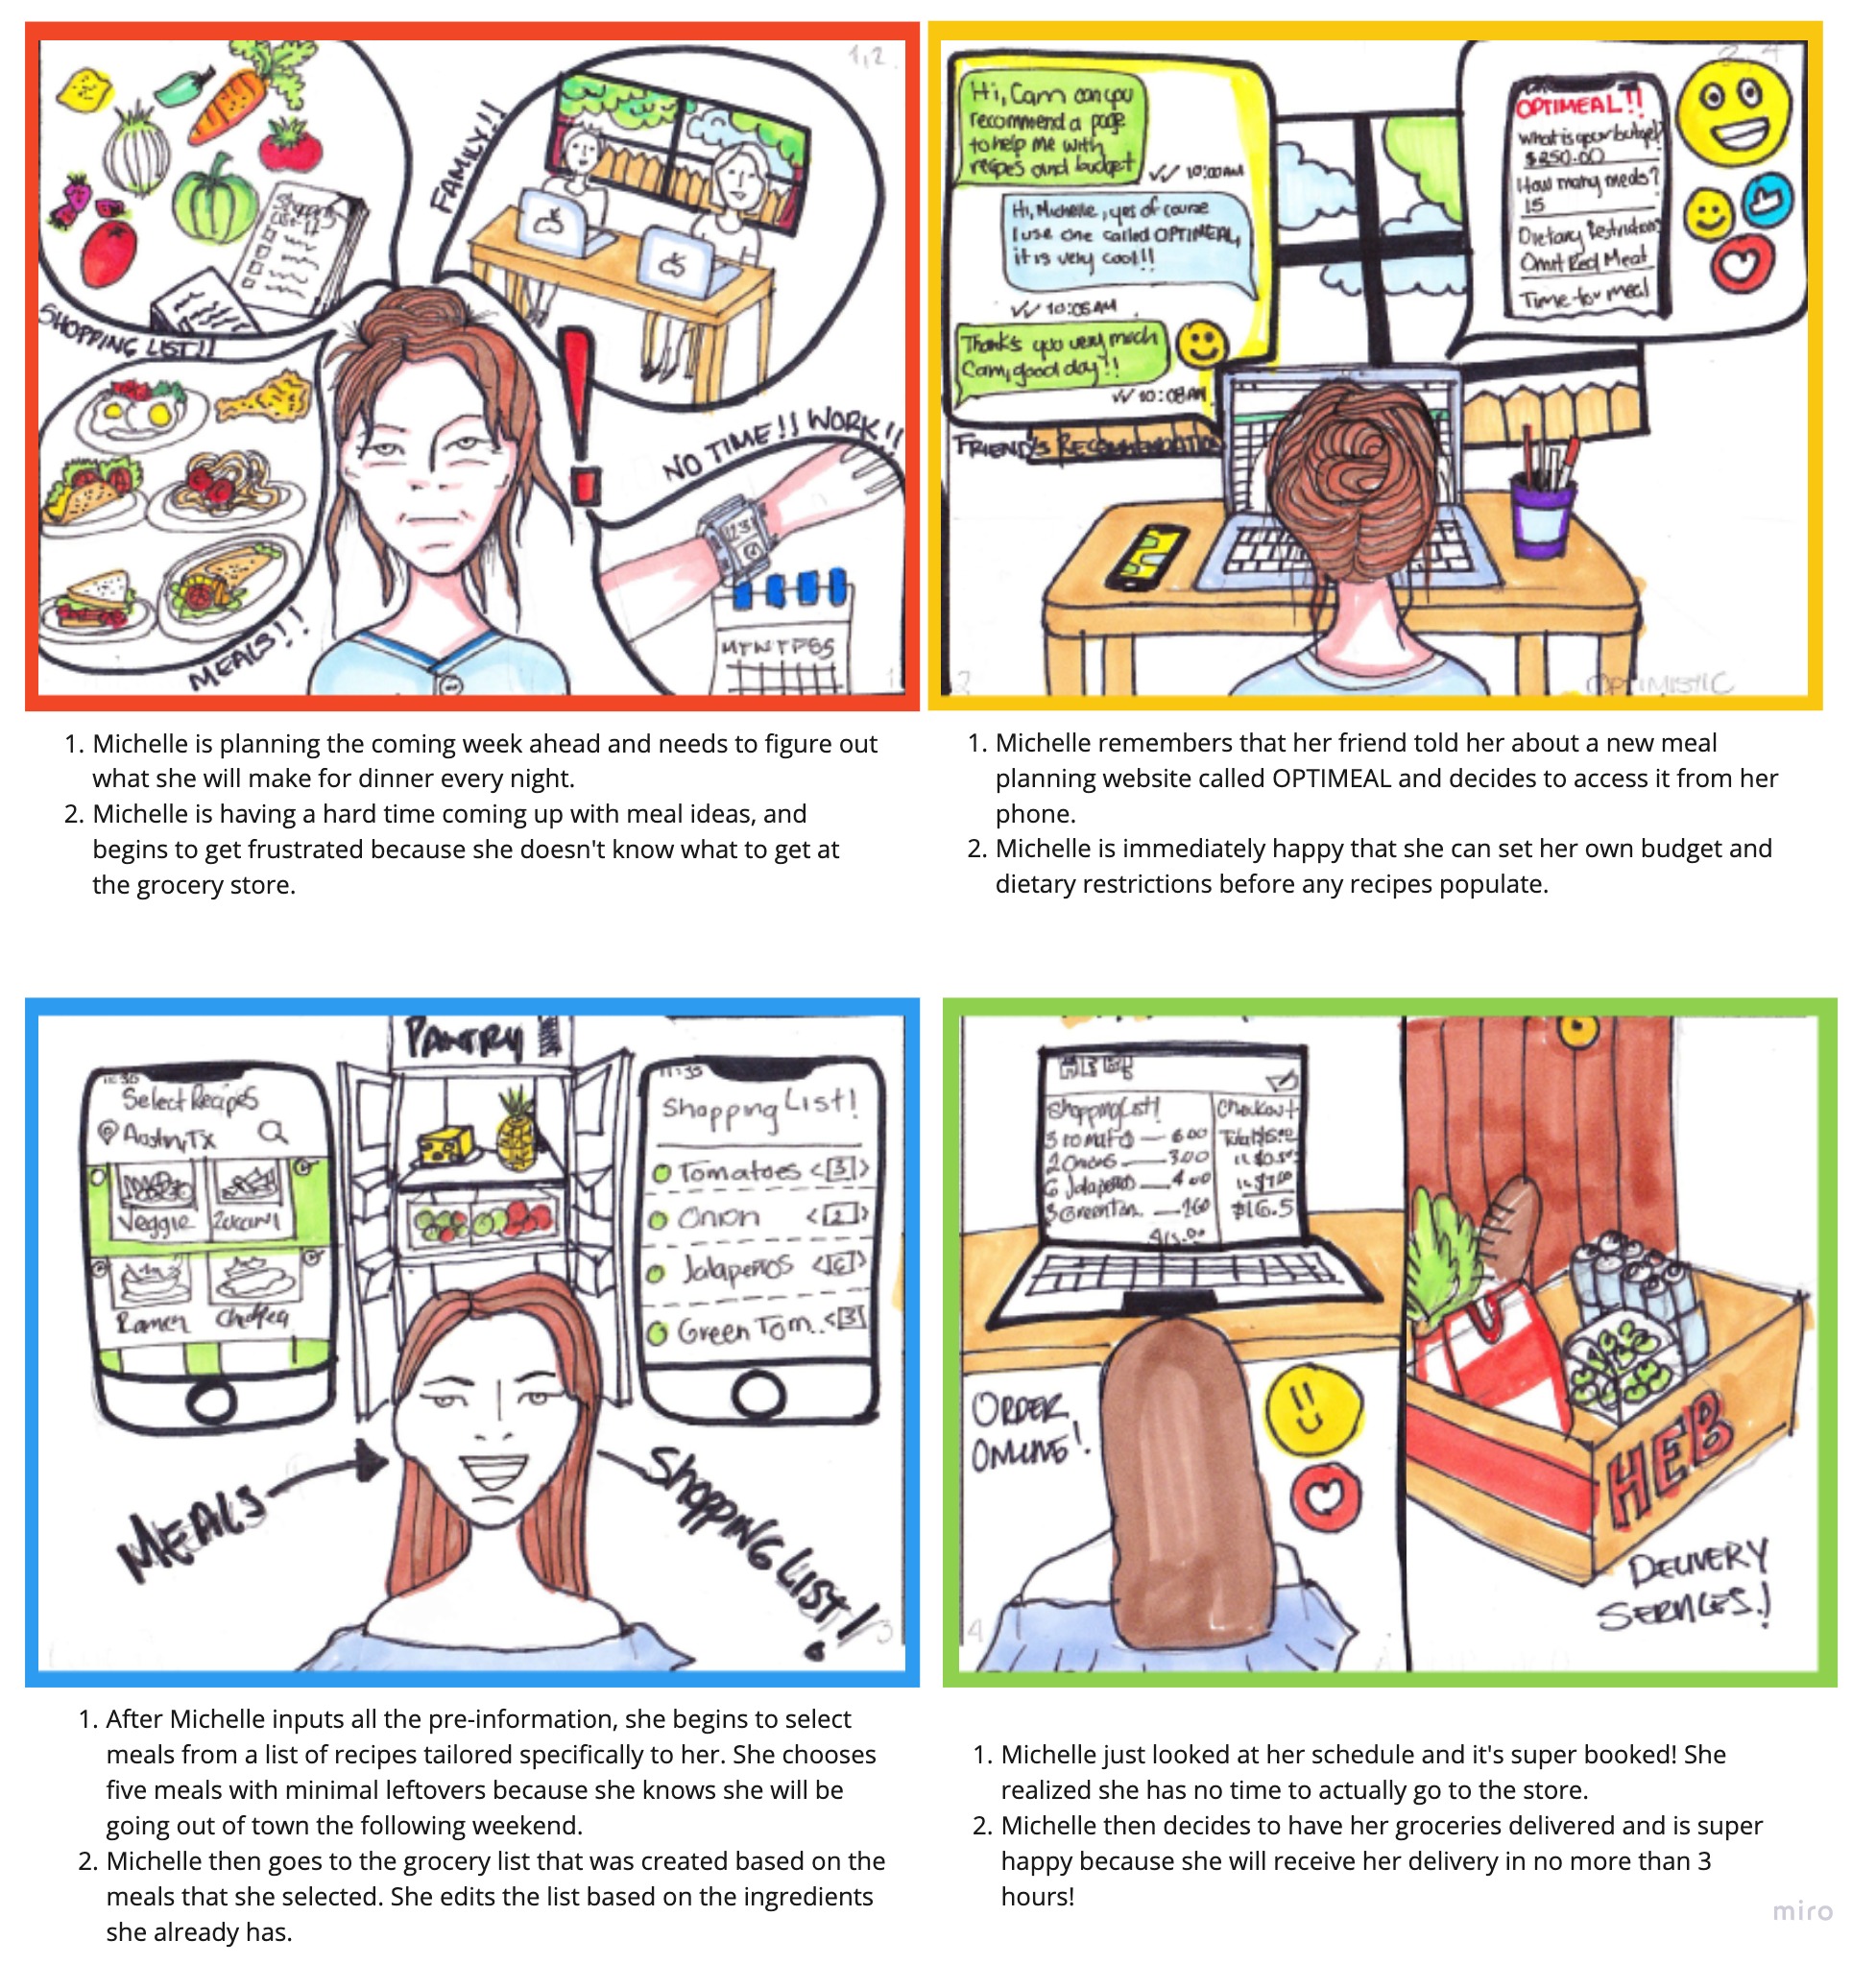 1,2
SHOPPING LIST!!
Shopping
List
FAMILY!!
MEALS!!
NO TIME!! WORK!!
12:31
MTWTFSS
1
Hi, Cam can you
recommend a page
to help me with
recipes and budget
10:00AM
Hi, Michelle, yes of course
I use one called OPTIMEAL,
it is very cool!!
10:05AM
Thanks you very much
Cam, good day!!
10:08AM
FRIEND'S RECOMMENDATION
3, 4
OPTIMEAL!!
What is your budget?
$250.00
How many meals?
15
Dietary Restrictions
Omit Red Meat
Time for meal
2
OPTIMISTIC
1. Michelle is planning the coming week ahead and needs to figure out
what she will make for dinner every night.
2. Michelle is having a hard time coming up with meal ideas, and
begins to get frustrated because she doesn't know what to get at
the grocery store.
1. Michelle remembers that her friend told her about a new meal
planning website called OPTIMEAL and decides to access it from her
phone.
2. Michelle is immediately happy that she can set her own budget and
dietary restrictions before any recipes populate.
PANTRY
Select Recipes
Austin, Tx
Veggie
Ramen
11:35
Shopping List!
Tomatoes <[3]>
Onion <[2]>
Jalapeños
Green Tom.. <[3]
MEALS
SHOPPING LIST!
3
Shopping List! Checkout
3 tomato — 6.00
2 Onions — 3.00
6 Jalapeños — 4.00
3 Green Tom. — 1.60 $16.5
ORDER
ONLINE!
4
HEB
DELIVERY
SERVICES!
1. After Michelle inputs all the pre-information, she begins to select
meals from a list of recipes tailored specifically to her. She chooses
five meals with minimal leftovers because she knows she will be
going out of town the following weekend.
2. Michelle then goes to the grocery list that was created based on the
meals that she selected. She edits the list based on the ingredients
she already has.
1. Michelle just looked at her schedule and it's super booked! She
realized she has no time to actually go to the store.
2. Michelle then decides to have her groceries delivered and is super
happy because she will receive her delivery in no more than 3
hours!
miro